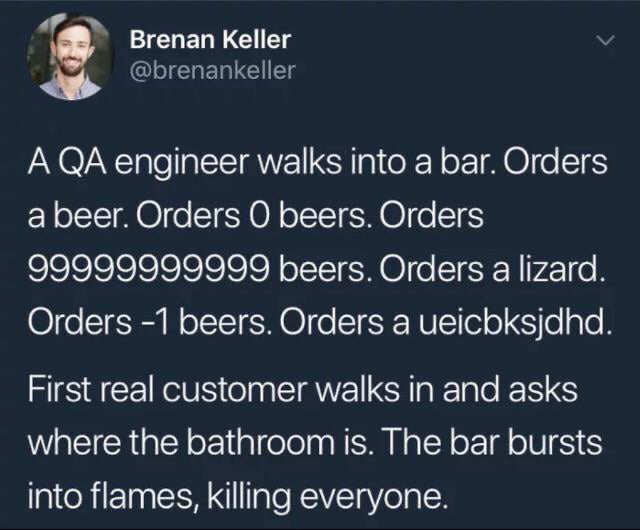 Brenan Keller
@brenankeller
A QA engineer walks into a bar. Orders
a beer. Orders 0 beers. Orders
99999999999 beers. Orders a lizard.
Orders -1 beers. Orders a ueicbksjdhd.
First real customer walks in and asks
where the bathroom is. The bar bursts
into flames, killing everyone.